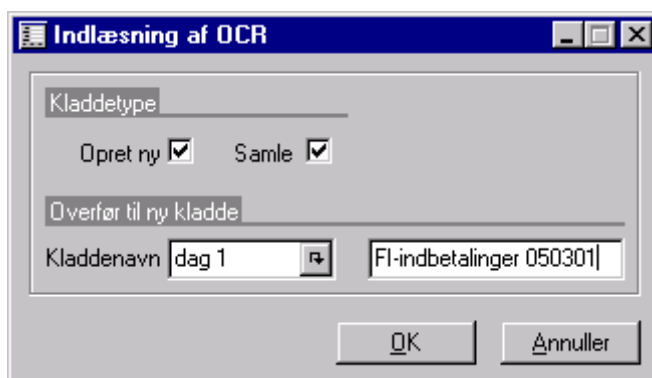 Indlæsning af OCR
Kladdetype
Opret ny Samle
Overfør til ny kladde
Kladdenavn dag 1 FI-indbetalinger 050301
OK Annuller